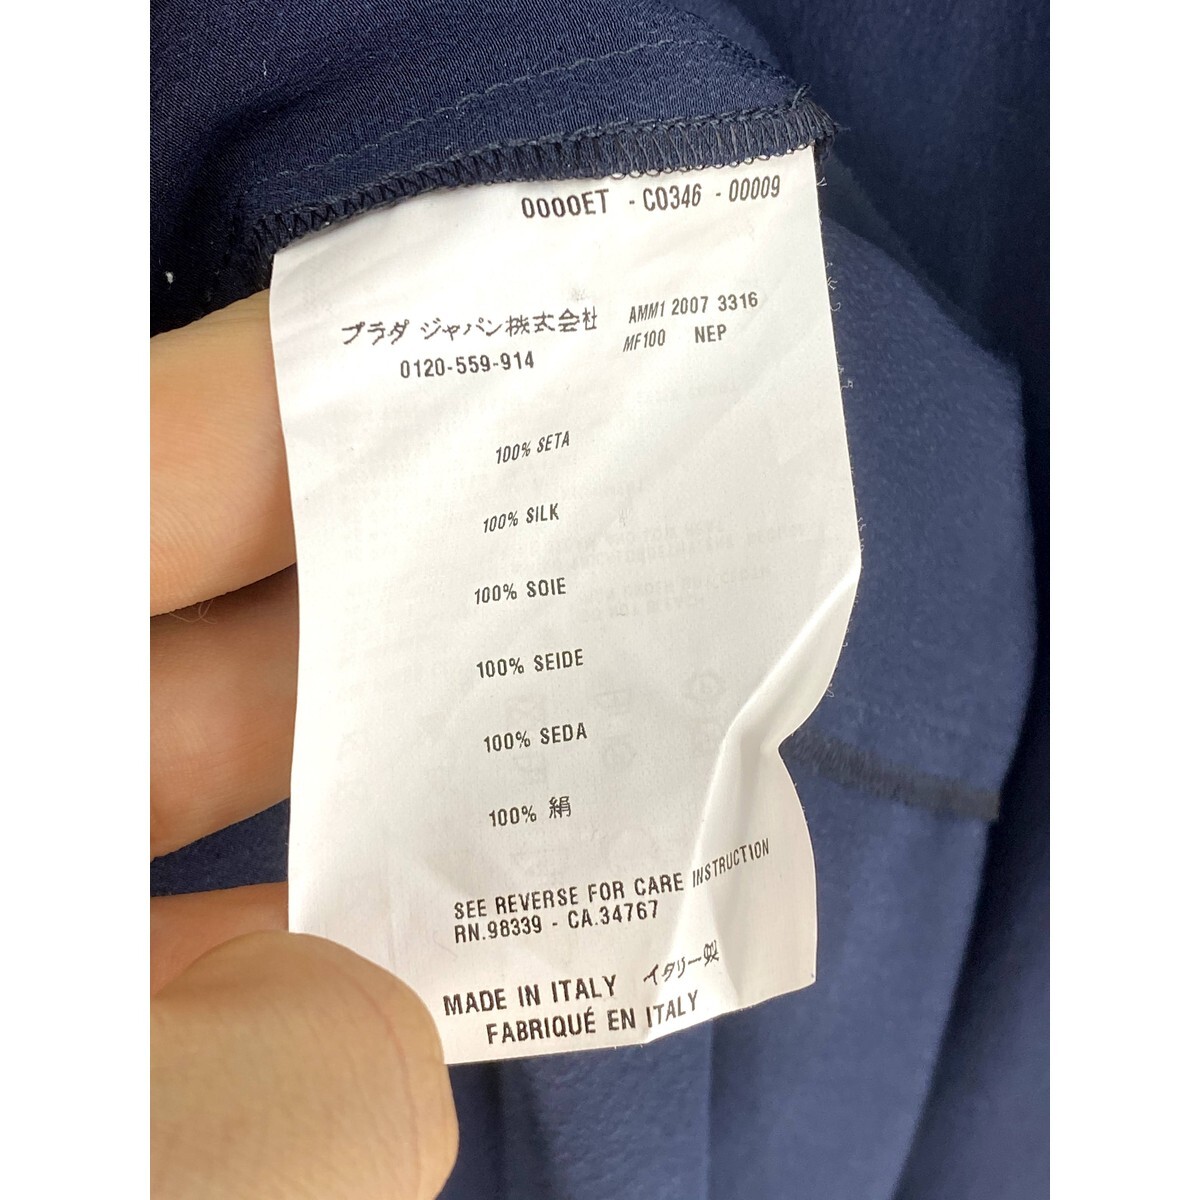 0000ET - C0346 - 00009
プラダ ジャパン株式会社
0120-559-914
AMM1 2007 3316
MF100 NEP
100% SETA
100% SILK
100% SOIE
100% SEIDE
100% SEDA
100% 絹
SEE REVERSE FOR CARE INSTRUCTION
RN.98339 - CA.34767
MADE IN ITALY イタリー製
FABRIQUÉ EN ITALY